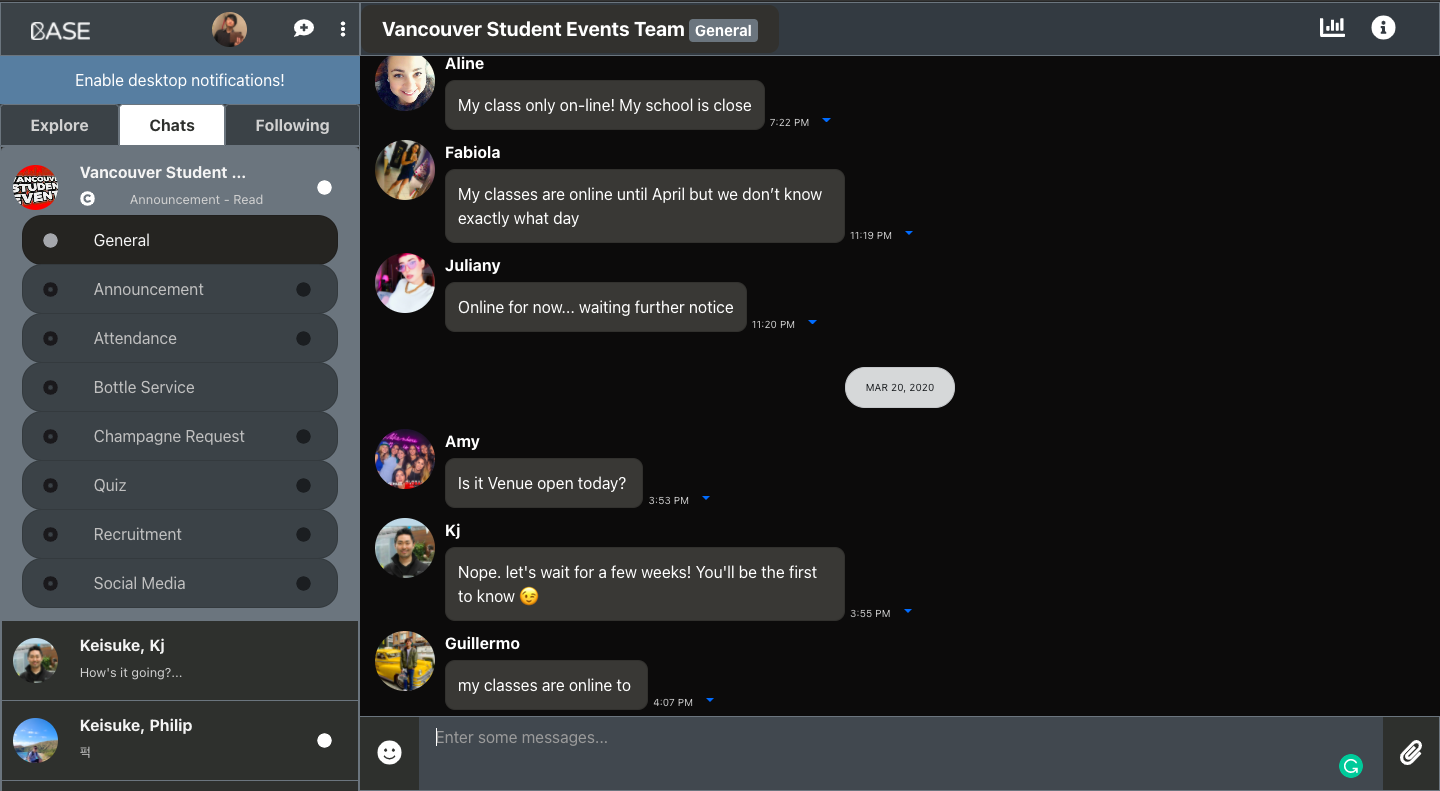 BASE
Enable desktop notifications!
Explore
Chats
Following
VANCOUVER
STUDENT
EVENT
Vancouver Student ...
C
Announcement - Read
General
Announcement
Attendance
Bottle Service
Champagne Request
Quiz
Recruitment
Social Media
Keisuke, Kj
How's it going?...
Keisuke, Philip
퍽
Vancouver Student Events Team General
Aline
My class only on-line! My school is close
7:22 PM
Fabiola
My classes are online until April but we don’t know
exactly what day
11:19 PM
Juliany
Online for now... waiting further notice
11:20 PM
MAR 20, 2020
Amy
Is it Venue open today?
3:53 PM
Kj
Nope. let's wait for a few weeks! You'll be the first
to know 😉
3:55 PM
Guillermo
my classes are online to
4:07 PM
Enter some messages...